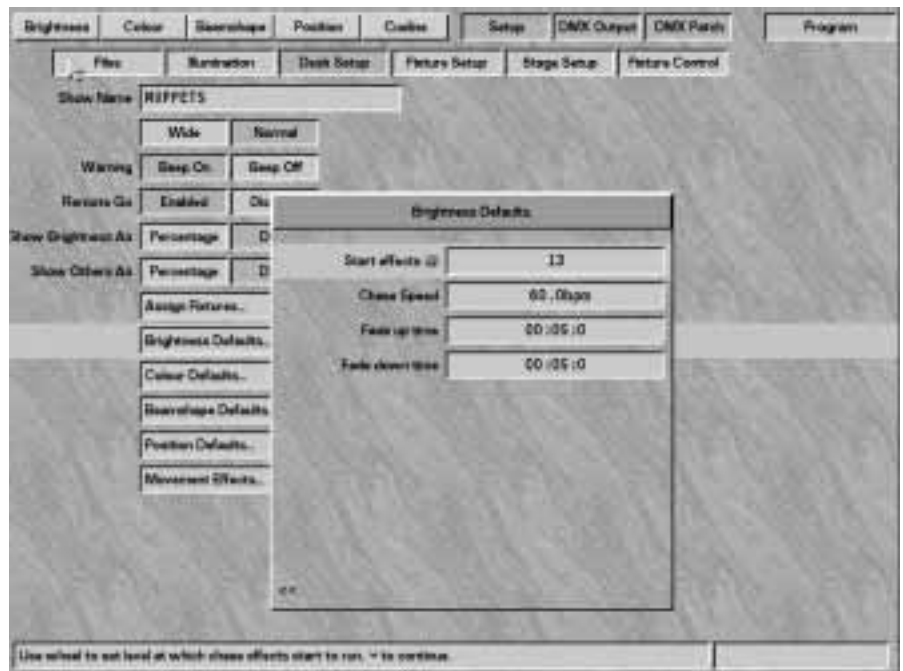 Brightness Colour Beamshape Position Cuelist Setup DMX Output DMX Patch Program
Files Illumination Desk Setup Fixture Setup Stage Setup Fixture Control
Show Name MUPPETS
Wide Normal
Warning Beep On Beep Off
Remote Go Enabled Dis
Show Brightness As Percentage D
Show Others As Percentage D
Assign Fixtures...
Brightness Defaults...
Colour Defaults...
Beamshape Defaults
Position Defaults...
Movement Effects...
Brightness Defaults
Start effects @ 13
Chase Speed 60.0bpm
Fade up time 00:05:0
Fade down time 00:05:0
<<
Use wheel to set level at which chase effects start to run. to continue.